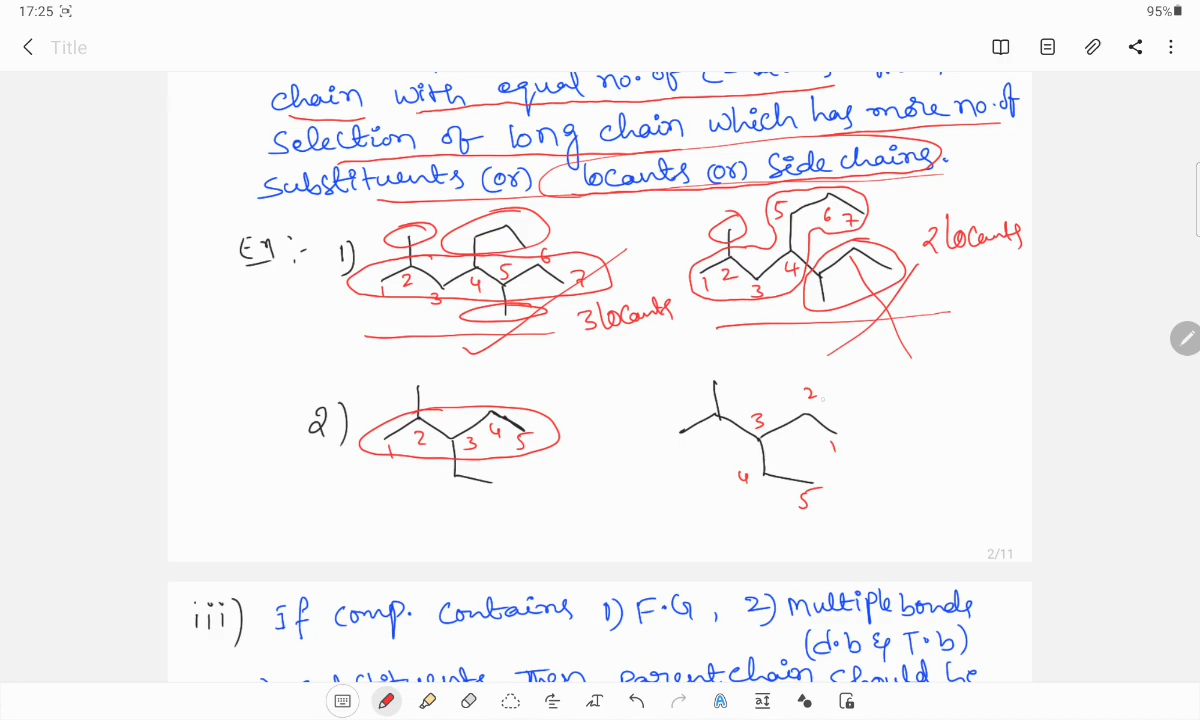 17:25
95%
Title
chain with equal no. of
selection of long chain which has more no. of
substituents (or) locants (or) side chains.
Ex :- 1)
1 2 3 4 5 6 7
3 locants
1 2 3 4 5 6 7
2 locants
2)
1 2 3 4 5
1 2 3 4 5
2/11
iii) If comp. contains 1) F.G, 2) Multiple bonds
(d.b & T.b)
Then parent chain should be